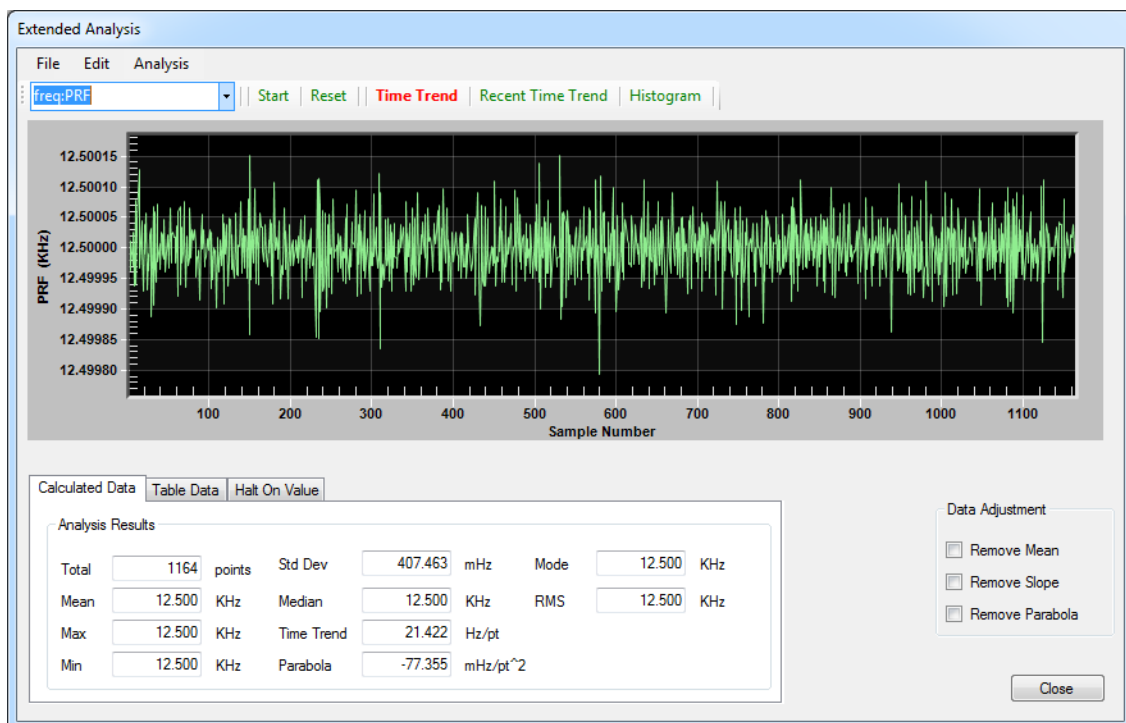 Extended Analysis
File Edit Analysis
freq:PRF Start Reset Time Trend Recent Time Trend Histogram
12.50015
12.50010
12.50005
12.50000
12.49995
12.49990
12.49985
12.49980
PRF (KHz)
100 200 300 400 500 600 700 800 900 1000 1100
Sample Number
Calculated Data Table Data Halt On Value
Analysis Results
Total 1164 points Std Dev 407.463 mHz Mode 12.500 KHz
Mean 12.500 KHz Median 12.500 KHz RMS 12.500 KHz
Max 12.500 KHz Time Trend 21.422 Hz/pt
Min 12.500 KHz Parabola -77.355 mHz/pt^2
Data Adjustment
Remove Mean
Remove Slope
Remove Parabola
Close